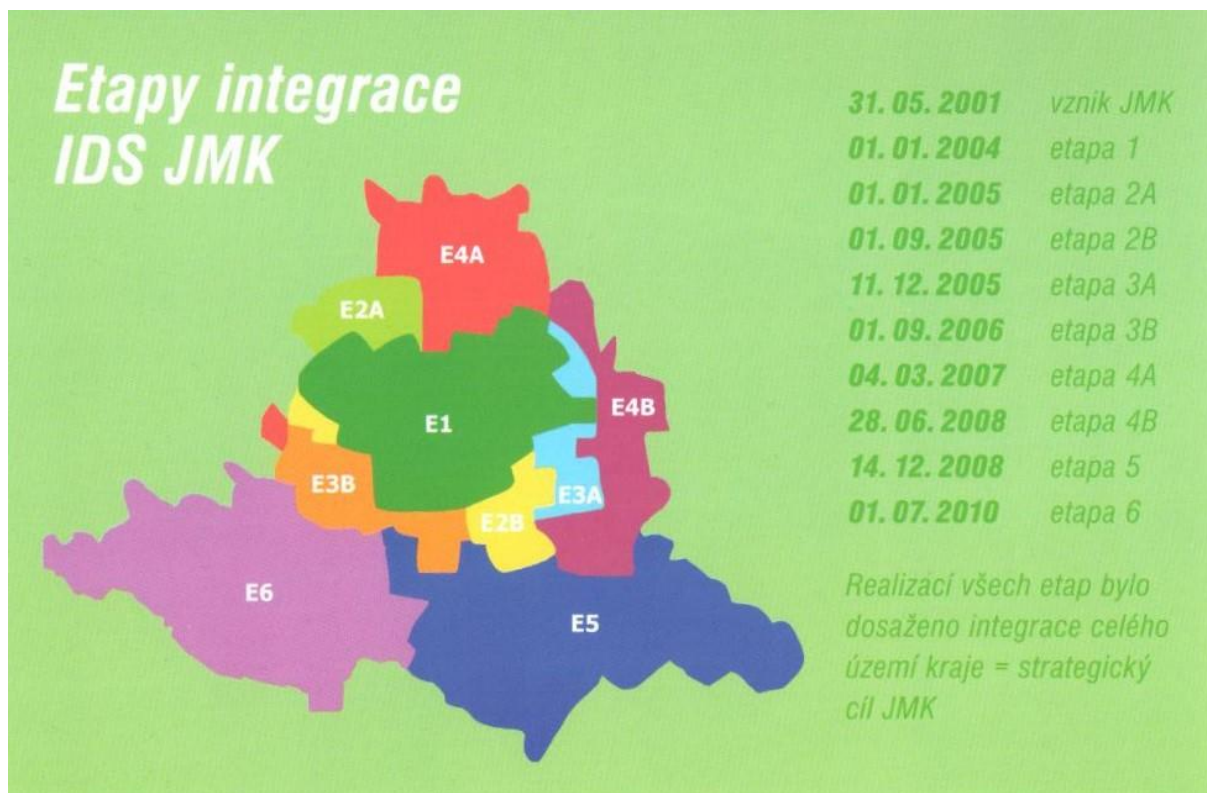 Etapy integrace
IDS JMK
31. 05. 2001 vznik JMK
01. 01. 2004 etapa 1
01. 01. 2005 etapa 2A
01. 09. 2005 etapa 2B
11. 12. 2005 etapa 3A
01. 09. 2006 etapa 3B
04. 03. 2007 etapa 4A
28. 06. 2008 etapa 4B
14. 12. 2008 etapa 5
01. 07. 2010 etapa 6
Realizací všech etap bylo
dosaženo integrace celého
území kraje = strategický
cíl JMK
E4A
E2A
E4B
E1
E3B
E3A
E2B
E6
E5